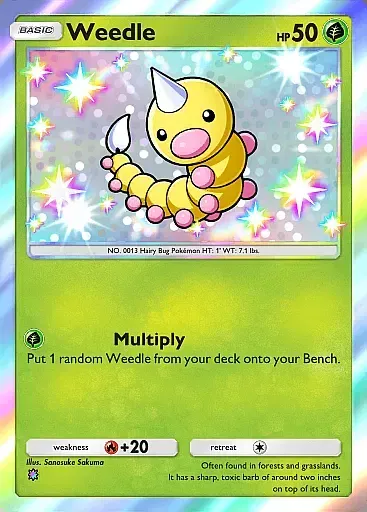 BASIC Weedle HP 50
NO. 0013 Hairy Bug Pokémon HT: 1' WT: 7.1 lbs.
Multiply
Put 1 random Weedle from your deck onto your Bench.
weakness +20 retreat
Illus. Sanosuke Sakuma
Often found in forests and grasslands.
It has a sharp, toxic barb of around two inches
on top of its head.